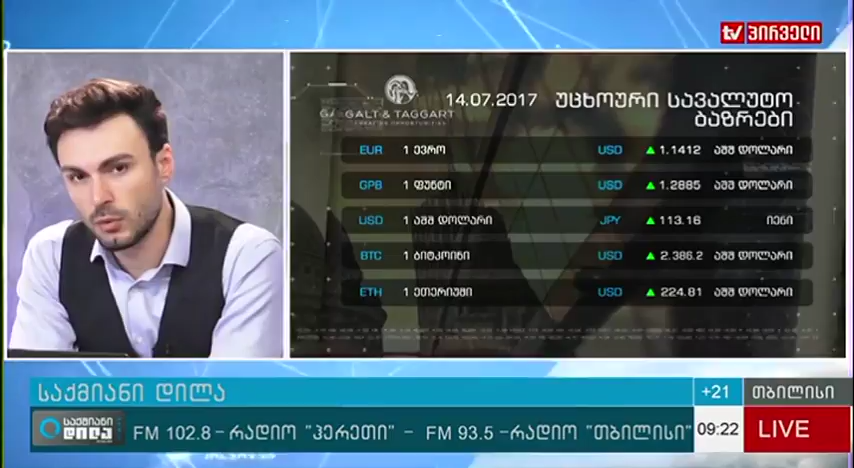 tv პირველი
GALT & TAGGART
14.07.2017 უცხოური სავალუტო ბაზრები
EUR 1 ევრო USD ▲ 1.1412 აშშ დოლარი
GPB 1 ფუნტი USD ▲ 1.2885 აშშ დოლარი
USD 1 აშშ დოლარი JPY ▲ 113.16 იენი
BTC 1 ბიტკოინი USD ▲ 2.386.2 აშშ დოლარი
ETH 1 ეთერიუმი USD ▲ 224.81 აშშ დოლარი
საქმიანი დილა +21 თბილისი
საქმიანი დილა FM 102.8 – რადიო "ჰერეთი" – FM 93.5 – რადიო "თბილისი" 09:22 LIVE